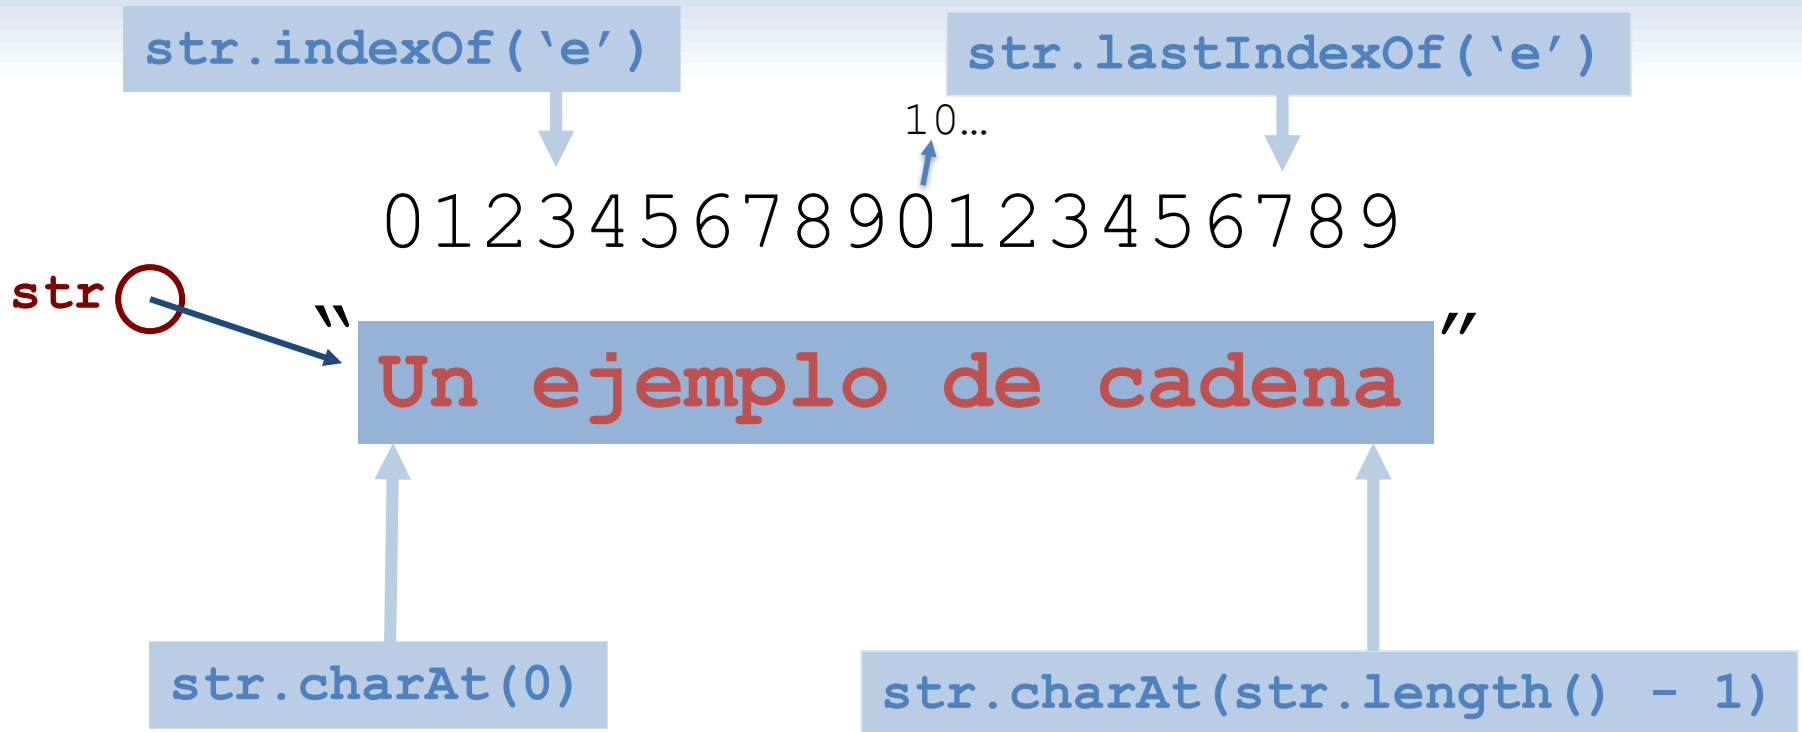 str.indexOf(‘e’)
str.lastIndexOf(‘e’)
10…
01234567890123456789
str
“Un ejemplo de cadena”
str.charAt(0)
str.charAt(str.length() - 1)